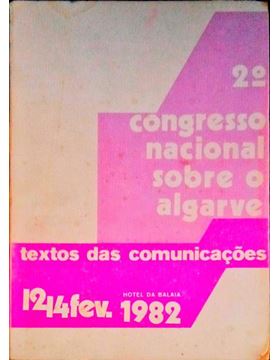 2º
congresso
nacional
sobre o
algarve
textos das comunicações
HOTEL DA BALAIA
12/14 fev. 1982